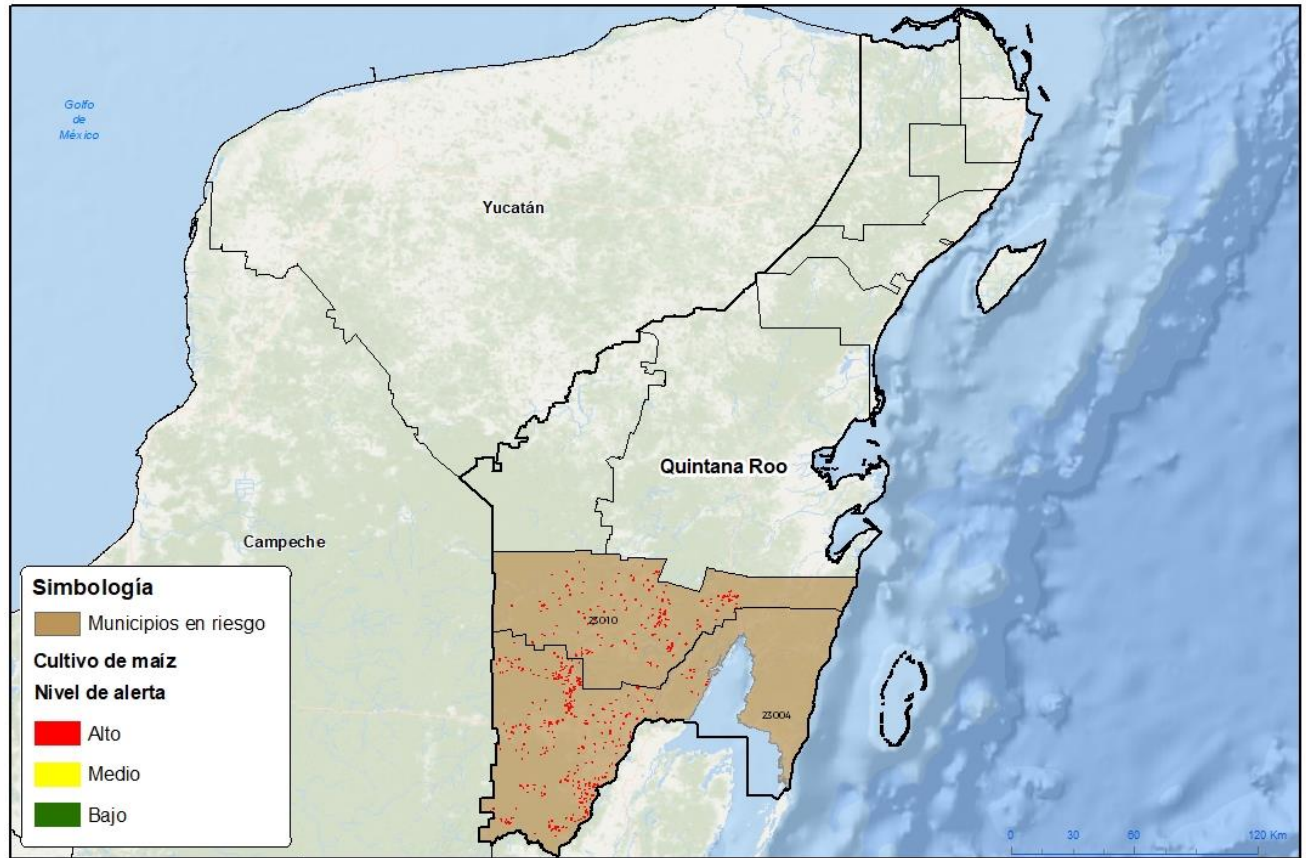 Golfo
de
México
Yucatán
Quintana Roo
Campeche
23010
23004
Simbología
Municipios en riesgo
Cultivo de maíz
Nivel de alerta
Alto
Medio
Bajo
0 30 60 120 Km